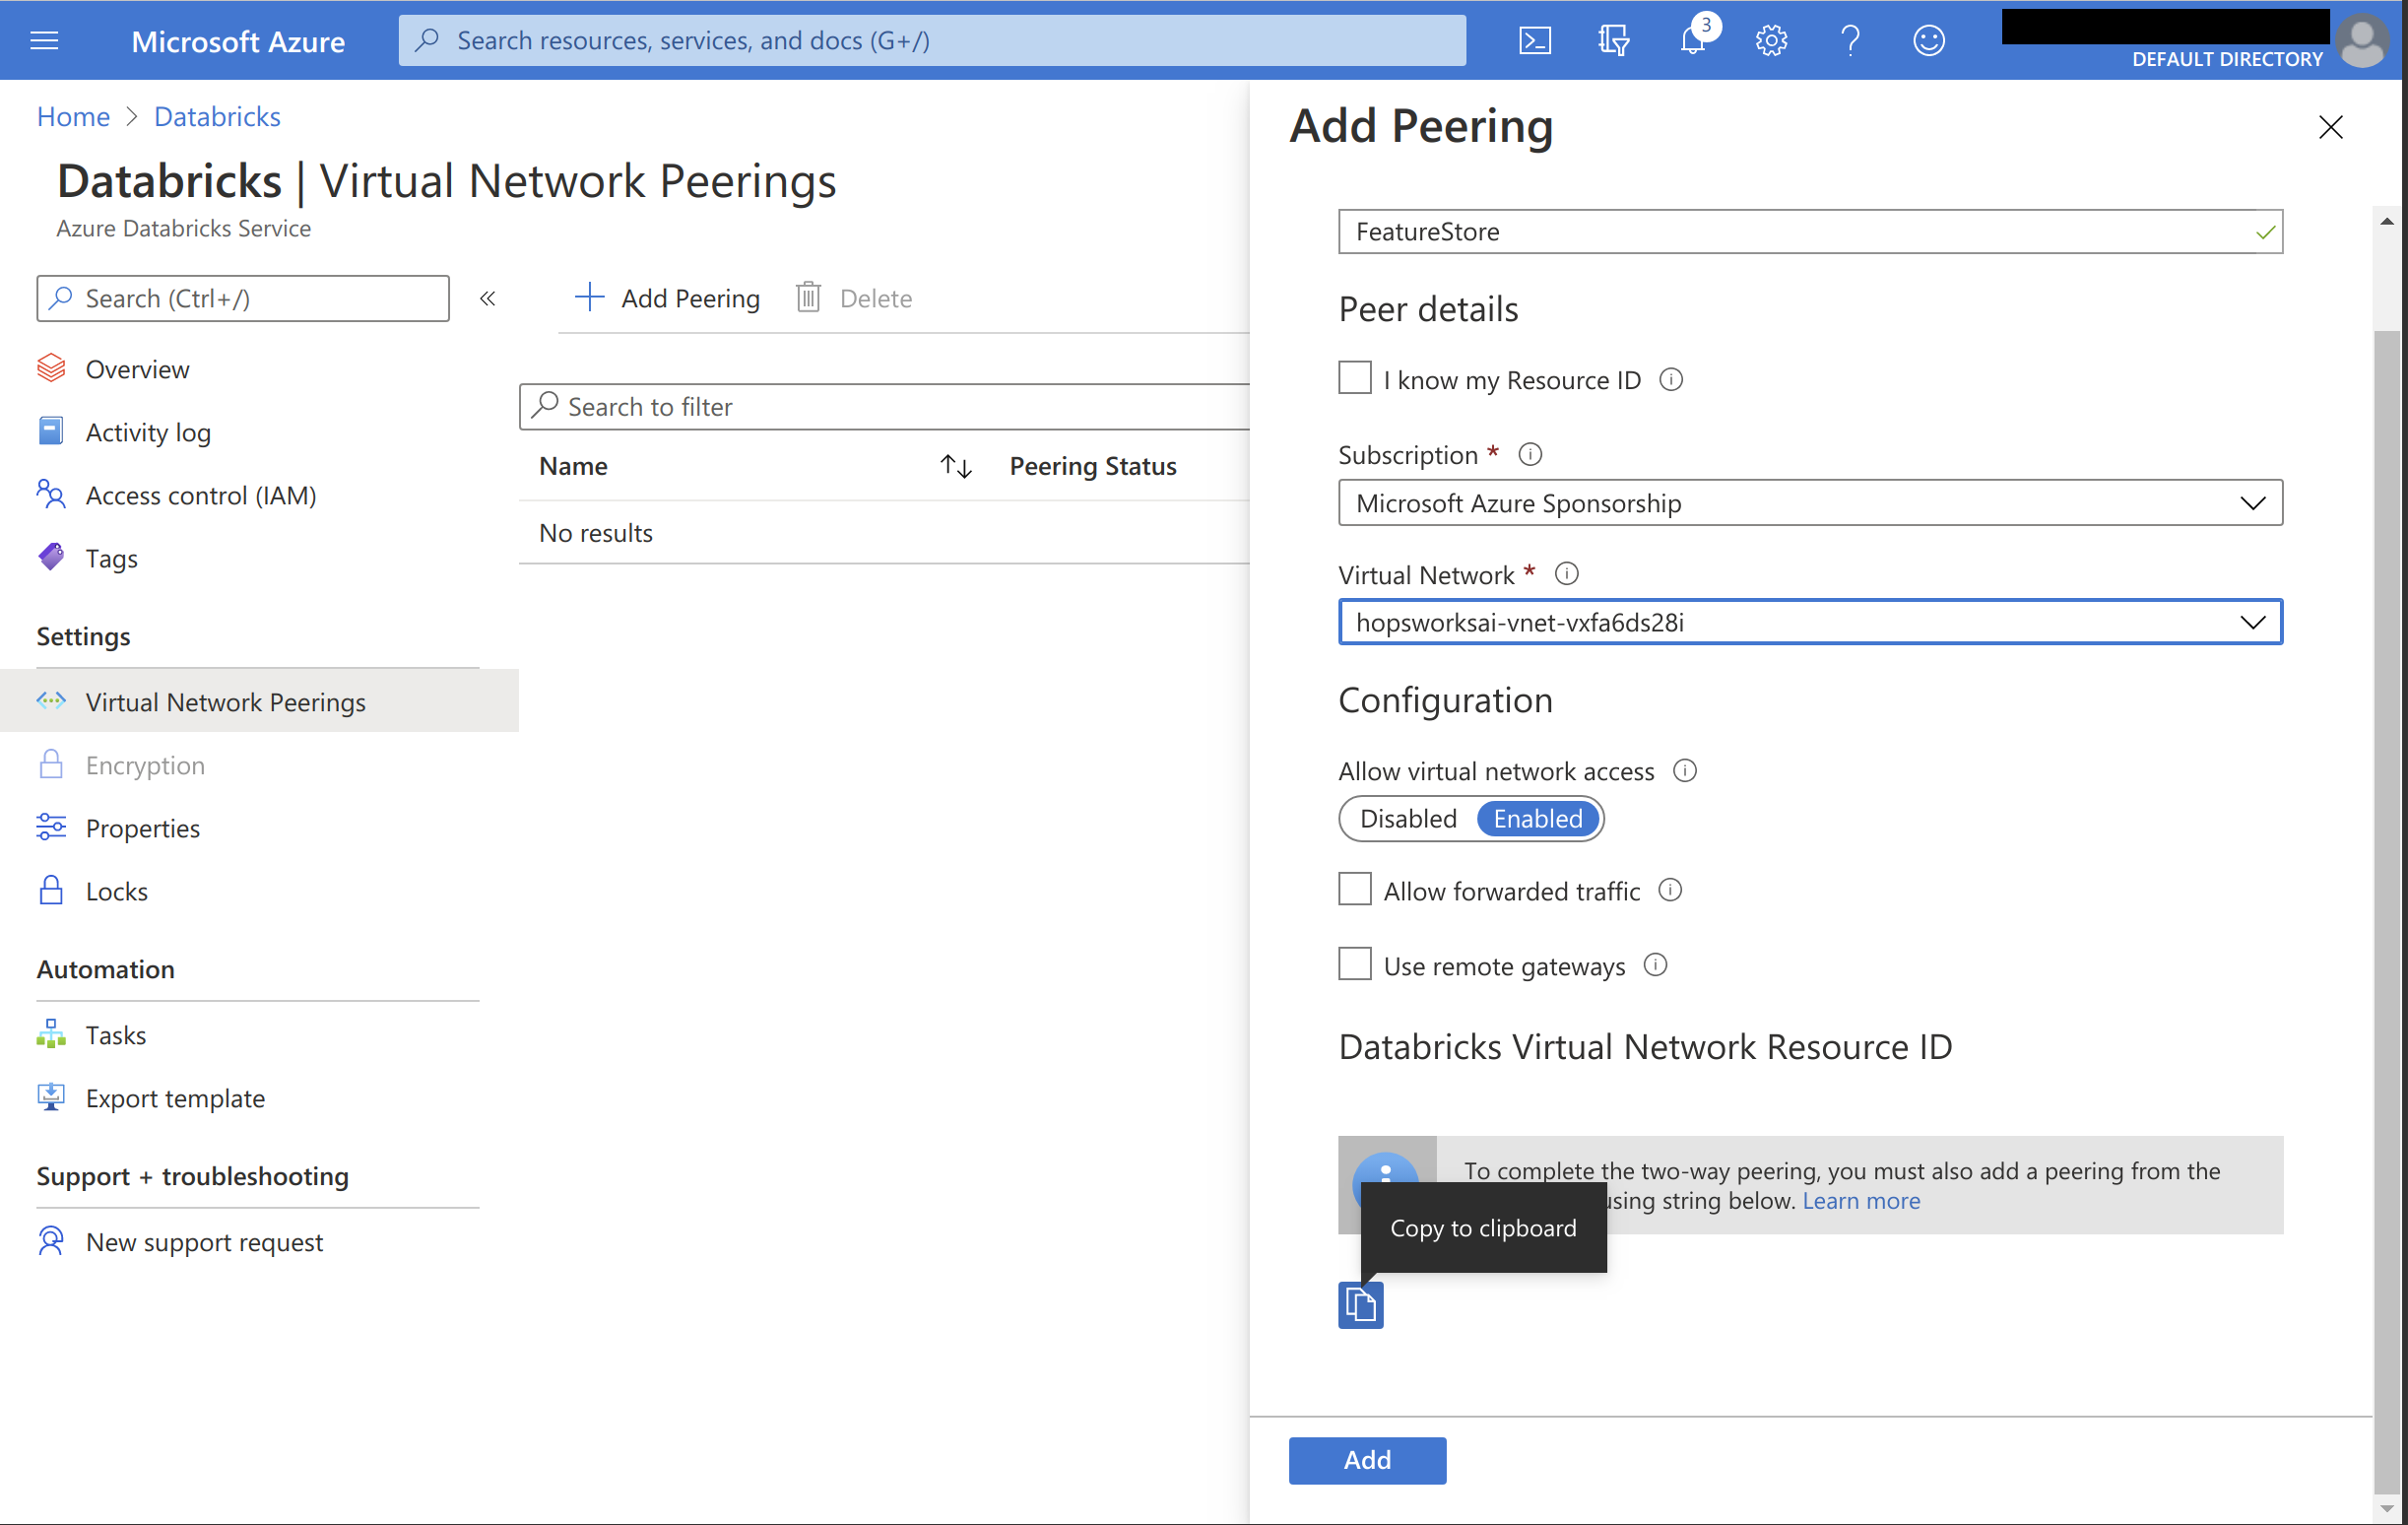 Microsoft Azure
Search resources, services, and docs (G+/)
3
DEFAULT DIRECTORY
Home > Databricks
Databricks | Virtual Network Peerings
Azure Databricks Service
Search (Ctrl+/)
«
Overview
Activity log
Access control (IAM)
Tags
Settings
Virtual Network Peerings
Encryption
Properties
Locks
Automation
Tasks
Export template
Support + troubleshooting
New support request
Add Peering
Delete
Search to filter
Name
Peering Status
No results
Add Peering
FeatureStore
Peer details
I know my Resource ID
Subscription *
Microsoft Azure Sponsorship
Virtual Network *
hopsworksai-vnet-vxfa6ds28i
Configuration
Allow virtual network access
Disabled Enabled
Allow forwarded traffic
Use remote gateways
Databricks Virtual Network Resource ID
To complete the two-way peering, you must also add a peering from the
using string below. Learn more
Copy to clipboard
Add